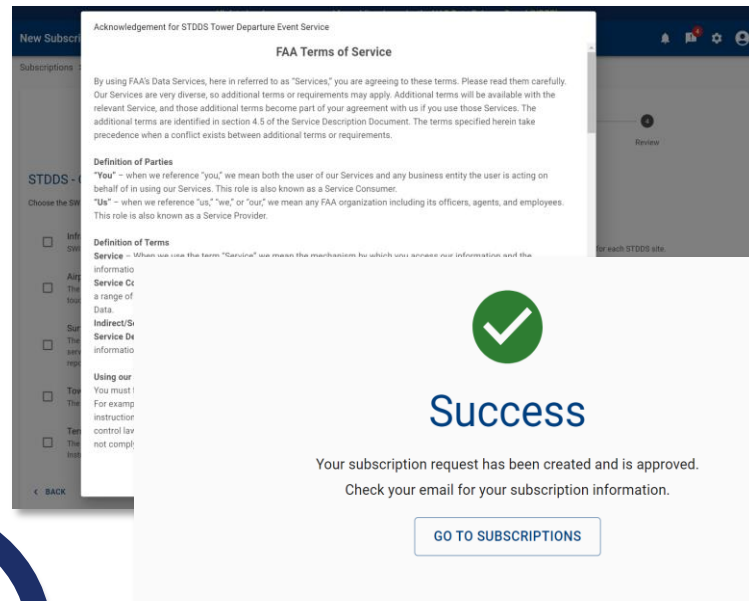 Acknowledgement for STDDS Tower Departure Event Service
New Subscri
FAA Terms of Service
Subscriptions
By using FAA's Data Services, here in referred to as "Services," you are agreeing to these terms. Please read them carefully.
Our Services are very diverse, so additional terms or requirements may apply. Additional terms will be available with the
relevant Service, and those additional terms become part of your agreement with us if you use those Services. The
additional terms are identified in section 4.5 of the Service Description Document. The terms specified herein take
precedence when a conflict exists between additional terms or requirements.
4
Review
Definition of Parties
"You" – when we reference "you," we mean both the user of our Services and any business entity the user is acting on
behalf of in using our Services. This role is also known as a Service Consumer.
"Us" – when we reference "us," "we," or "our," we mean any FAA organization including its officers, agents, and employees.
This role is also known as a Service Provider.
STDDS -
Choose the SW
Definition of Terms
Service – When we use the term "Service" we mean the mechanism by which you access our information and the
for each STDDS site.
informatio
Service Co
a range of
Data.
Indirect/Se
Service De
informatio
Using our
You must
For examp
instruction
control law
not comply
Infr
SWI
Airp
The
touc
Sur
The
serv
repo
Tow
The
Ter
The
Inst
< BACK
Success
Your subscription request has been created and is approved.
Check your email for your subscription information.
GO TO SUBSCRIPTIONS